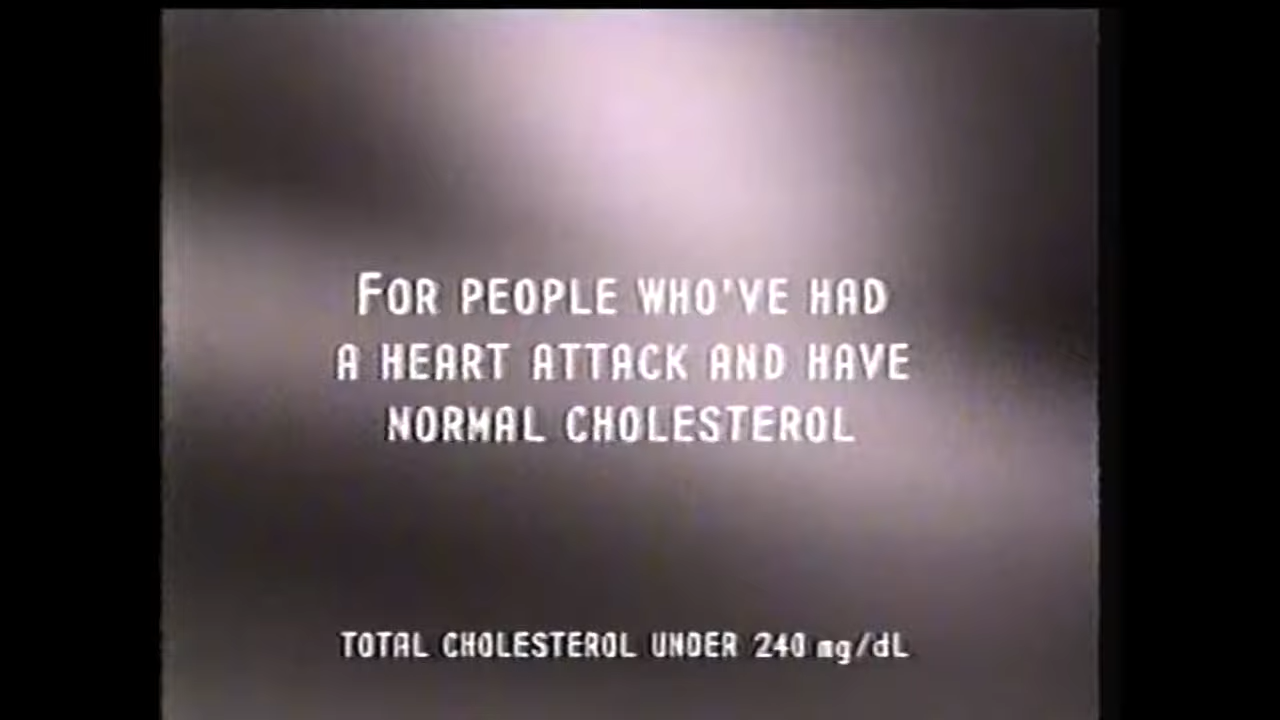 FOR PEOPLE WHO'VE HAD
A HEART ATTACK AND HAVE
NORMAL CHOLESTEROL
TOTAL CHOLESTEROL UNDER 240 mg/dL